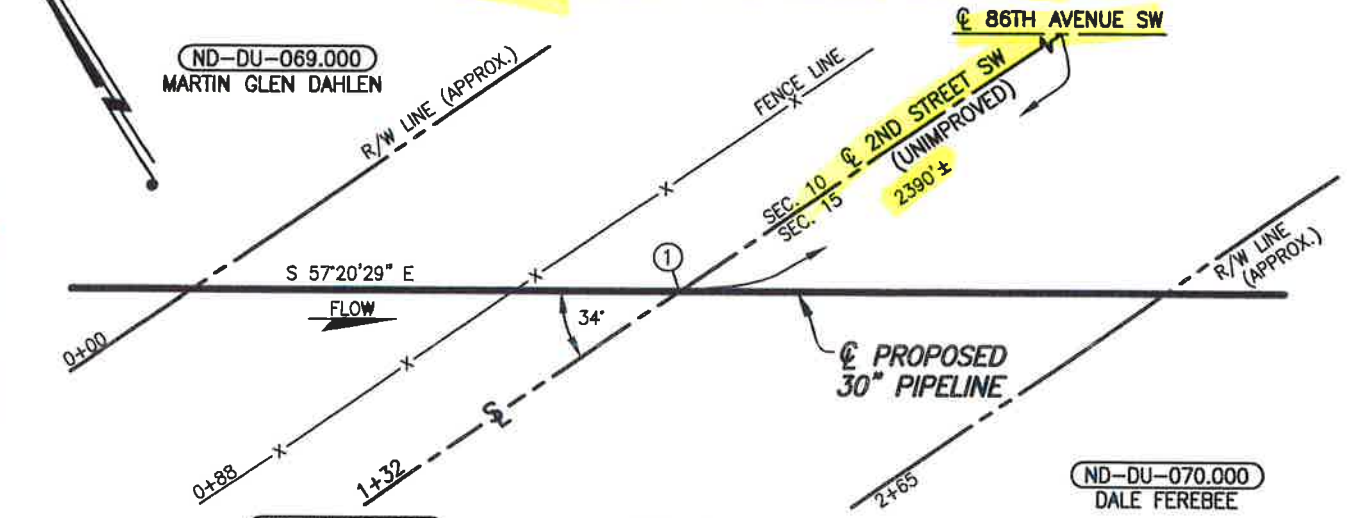 ℄ 86TH AVENUE SW
ND-DU-069.000
MARTIN GLEN DAHLEN
R/W LINE (APPROX.)
FENCE LINE
X
℄ 2ND STREET SW
(UNIMPROVED)
2390'±
X
SEC. 10
SEC. 15
R/W LINE
(APPROX.)
1
S 57°20'29" E
X
FLOW
34°
0+00
X
℄ PROPOSED
30" PIPELINE
SL
X
0+88
1+32
2+65
ND-DU-070.000
DALE FEREBEE